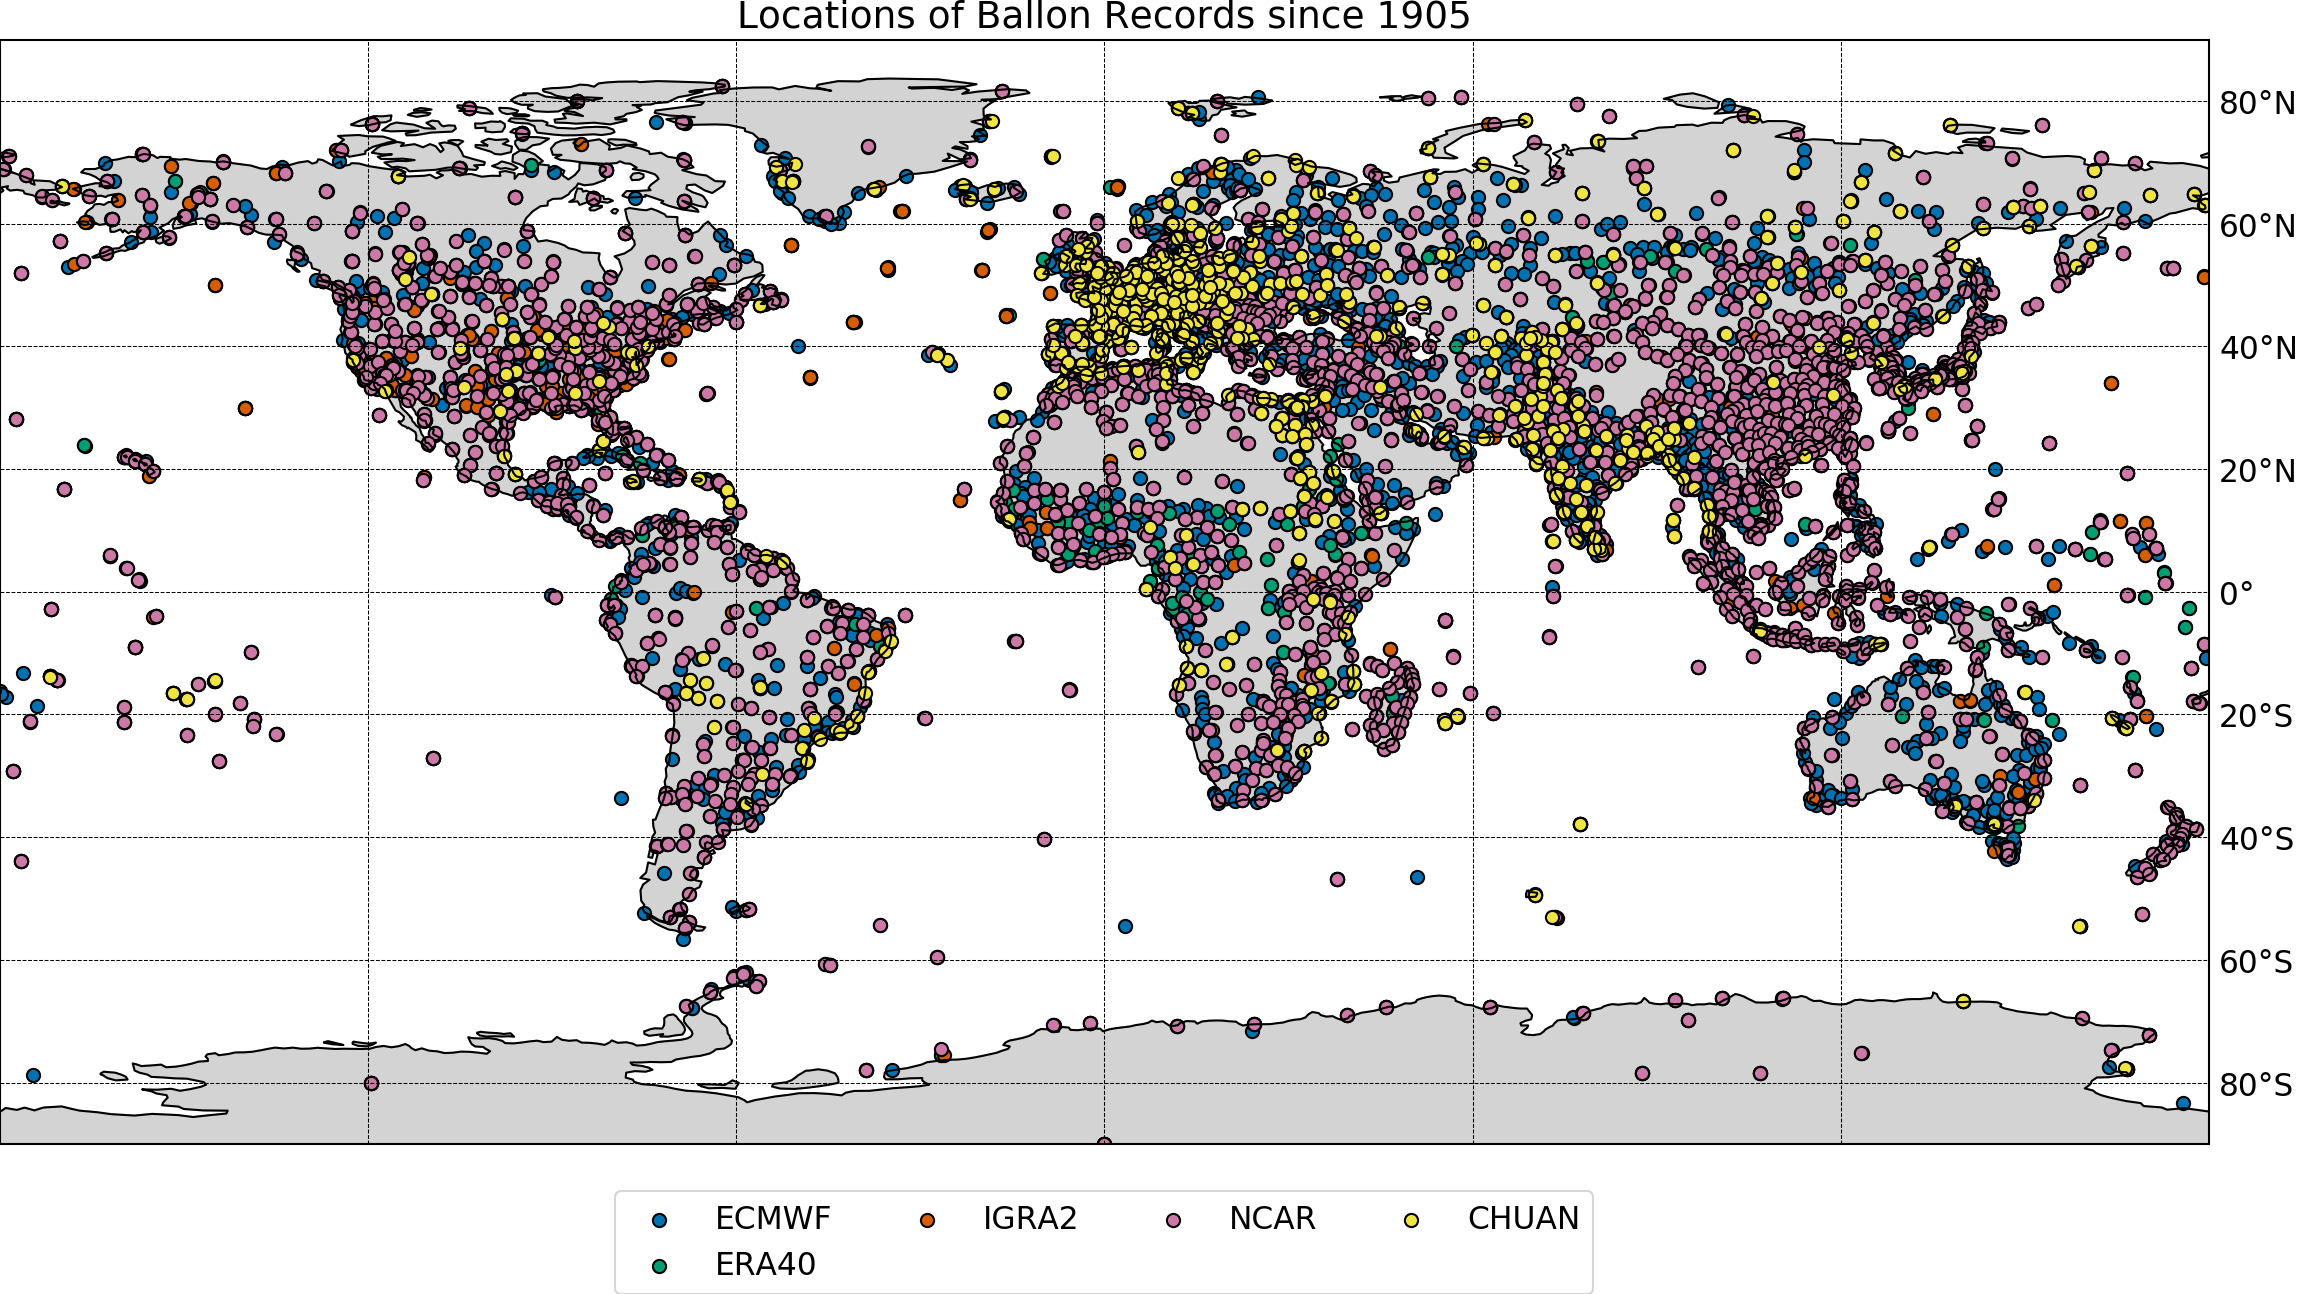 Locations of Ballon Records since 1905
80°N
60°N
40°N
20°N
0°
20°S
40°S
60°S
80°S
ECMWF IGRA2 NCAR CHUAN
ERA40